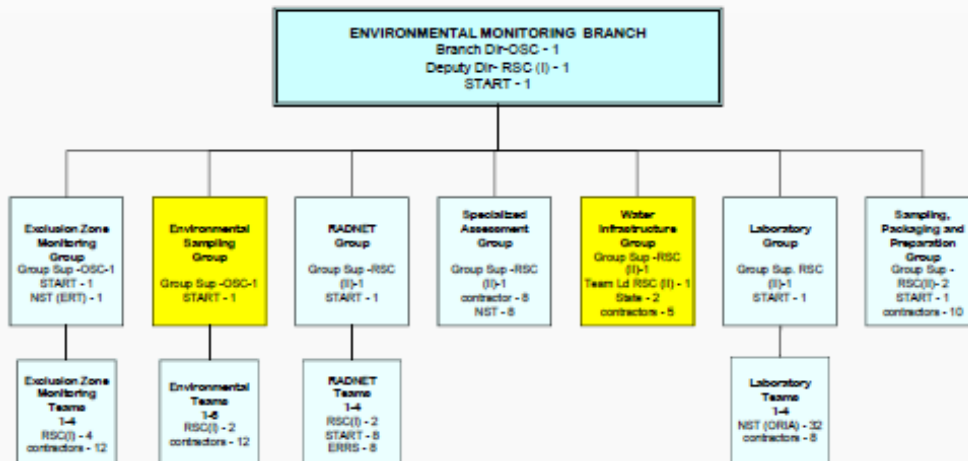 ENVIRONMENTAL MONITORING BRANCH
Branch Dir-OSC - 1
Deputy Dir- RSC (I) - 1
START - 1
Exclusion Zone
Monitoring
Group
Group Sup -OSC-1
START - 1
NST (ERT) - 1
Environmental
Sampling
Group
Group Sup -OSC-1
START - 1
RADNET
Group
Group Sup -RSC
(II)-1
START - 1
Specialized
Assessment
Group
Group Sup -RSC
(II)-1
contractor - 8
NST - 8
Water
Infrastructure
Group
Group Sup -RSC
(II)-1
Team Ld RSC (II) - 1
State - 2
contractors - 5
Laboratory
Group
Group Sup. RSC
(II)-1
START - 1
Sampling,
Packaging and
Preparation
Group
Group Sup -
RSC(II)- 2
START - 1
contractors - 10
Exclusion Zone
Monitoring
Teams
1-4
RSC(I) - 4
contractors - 12
Environmental
Teams
1-6
RSC(I) - 2
contractors - 12
RADNET
Teams
1-4
RSC(I) - 2
START - 8
ERRS - 8
Laboratory
Teams
1-4
NST (ORIA) - 32
contractors - 8